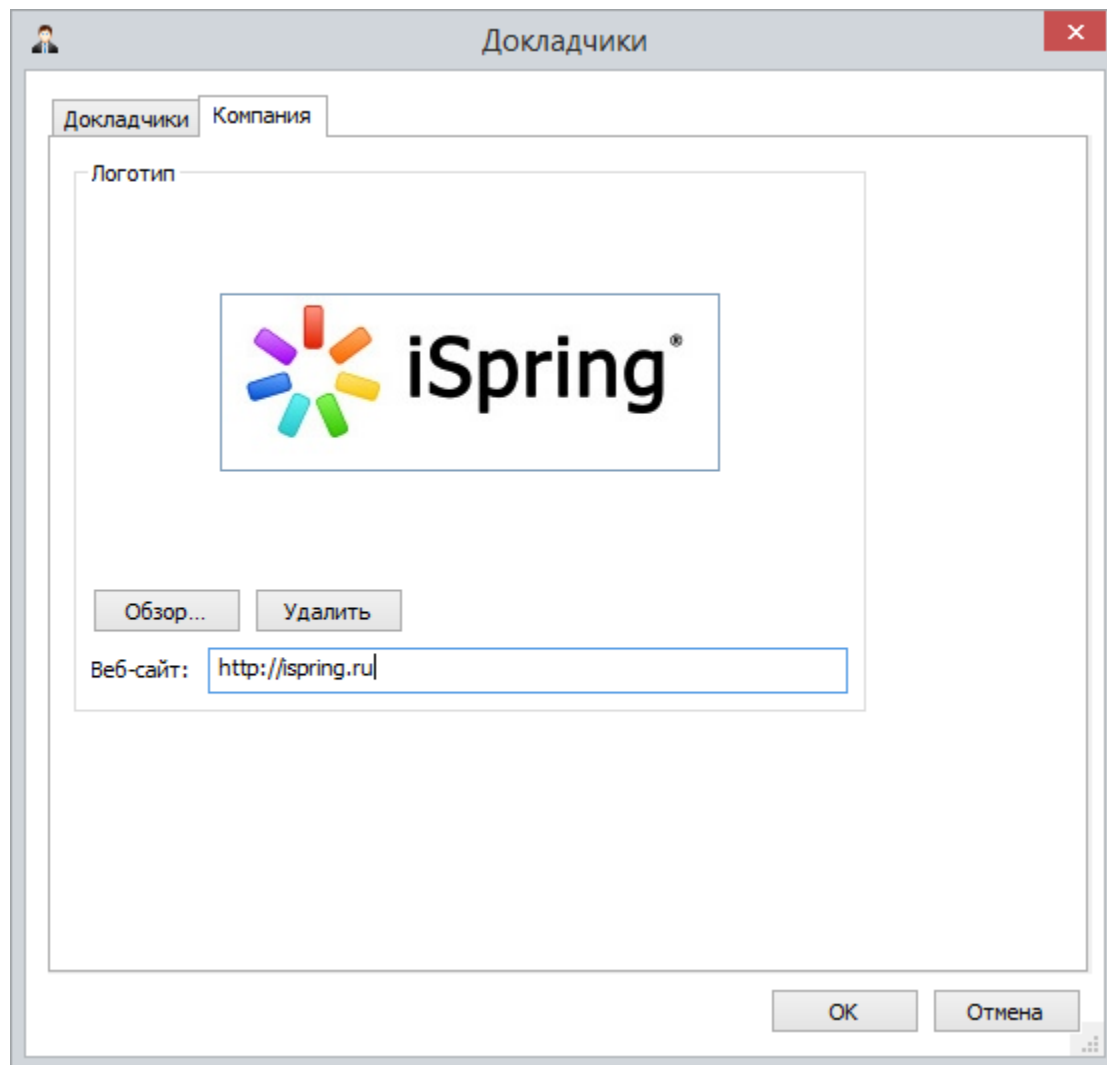 Докладчики
Докладчики Компания
Логотип
iSpring®
Обзор... Удалить
Веб-сайт: http://ispring.ru
OK Отмена